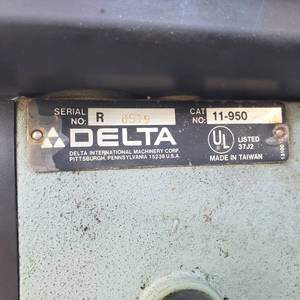 SERIAL NO: R 0519
CAT NO: 11-950
DELTA
UL LISTED 37J2
DELTA INTERNATIONAL MACHINERY CORP.
PITTSBURGH, PENNSYLVANIA 15238 U.S.A.
MADE IN TAIWAN